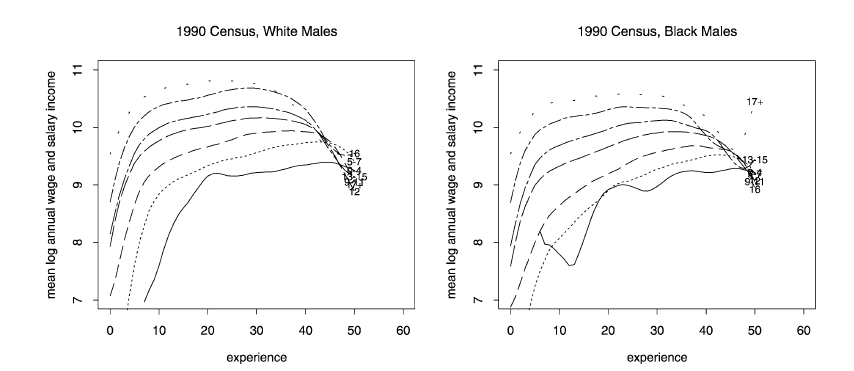 1990 Census, White Males
mean log annual wage and salary income
11
10
9
8
7
16
5-7
13-15
12
0 10 20 30 40 50 60
experience
1990 Census, Black Males
mean log annual wage and salary income
11
10
9
8
7
17+
13-15
16
0 10 20 30 40 50 60
experience